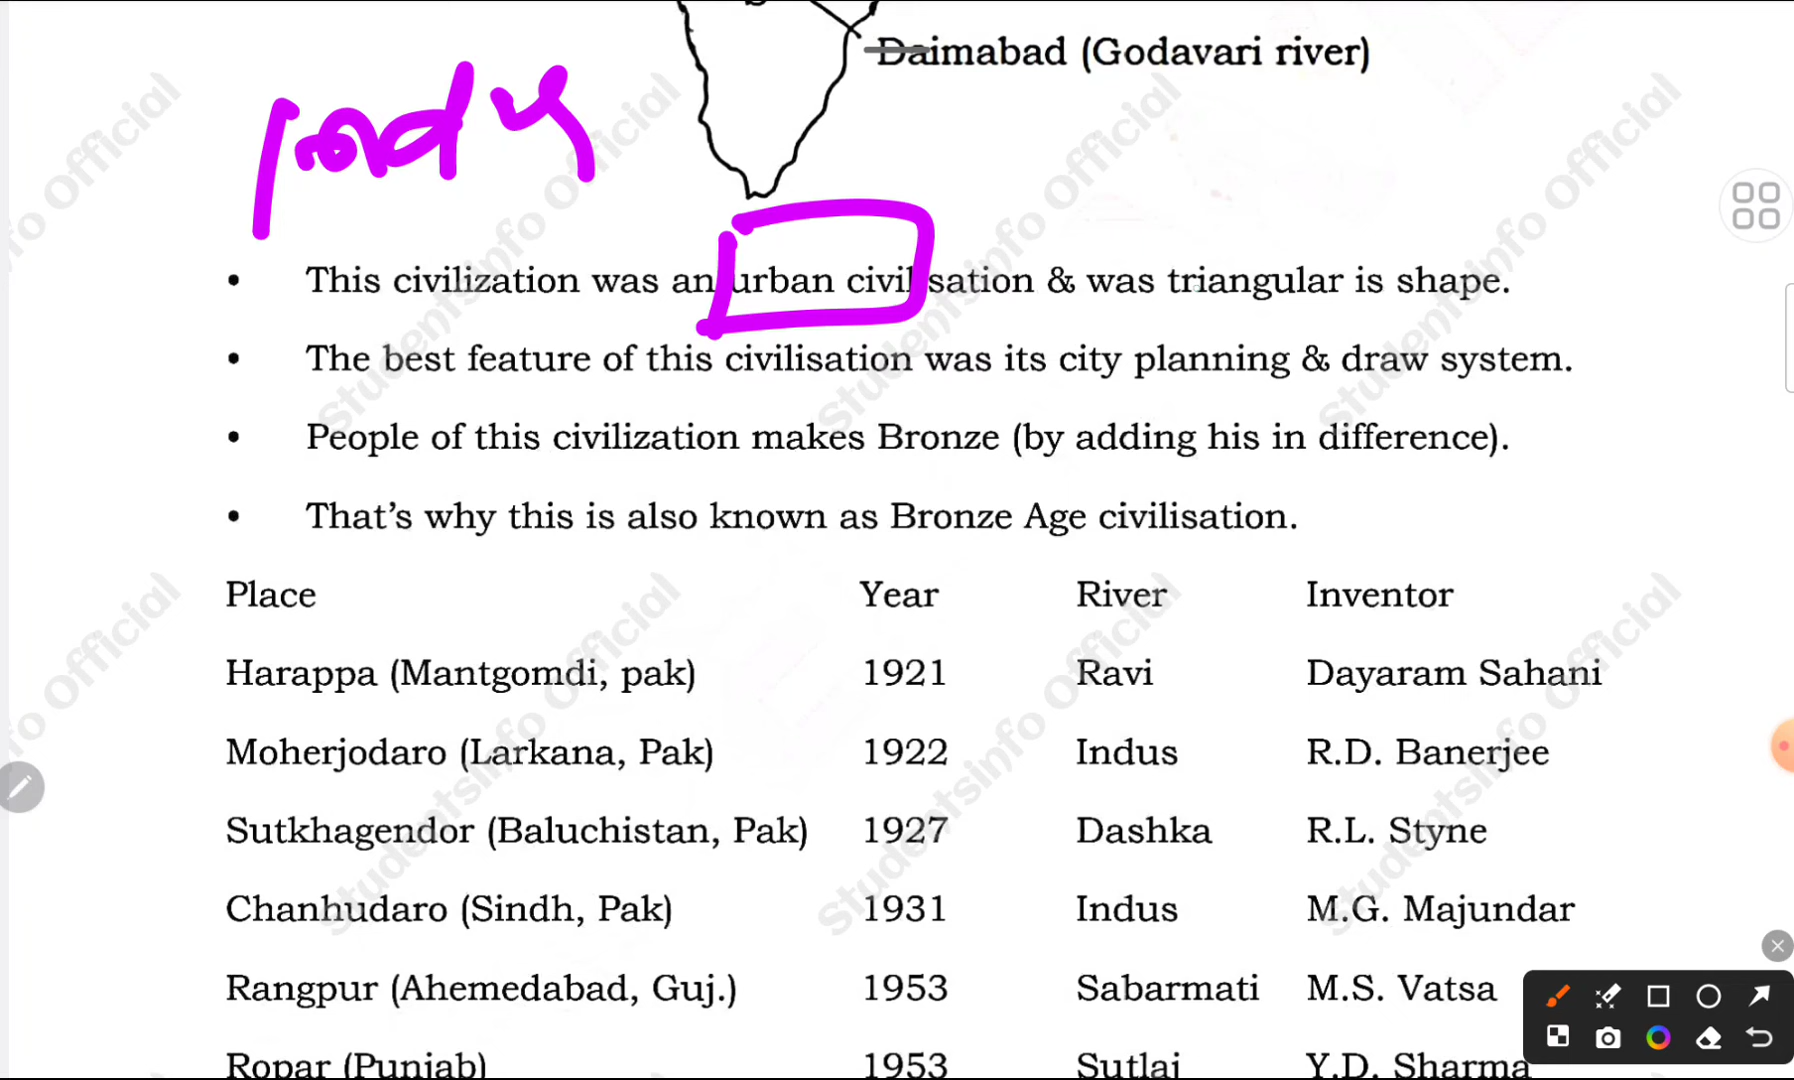 Daimabad (Godavari river)
• This civilization was an urban civilisation & was triangular is shape.
• The best feature of this civilisation was its city planning & draw system.
• People of this civilization makes Bronze (by adding his in difference).
• That's why this is also known as Bronze Age civilisation.
Place Year River Inventor
Harappa (Mantgomdi, pak) 1921 Ravi Dayaram Sahani
Moherjodaro (Larkana, Pak) 1922 Indus R.D. Banerjee
Sutkhagendor (Baluchistan, Pak) 1927 Dashka R.L. Styne
Chanhudaro (Sindh, Pak) 1931 Indus M.G. Majundar
Rangpur (Ahemedabad, Guj.) 1953 Sabarmati M.S. Vatsa
Ropar (Punjab) 1953 Sutlaj Y.D. Sharma
Studentsinfo Official